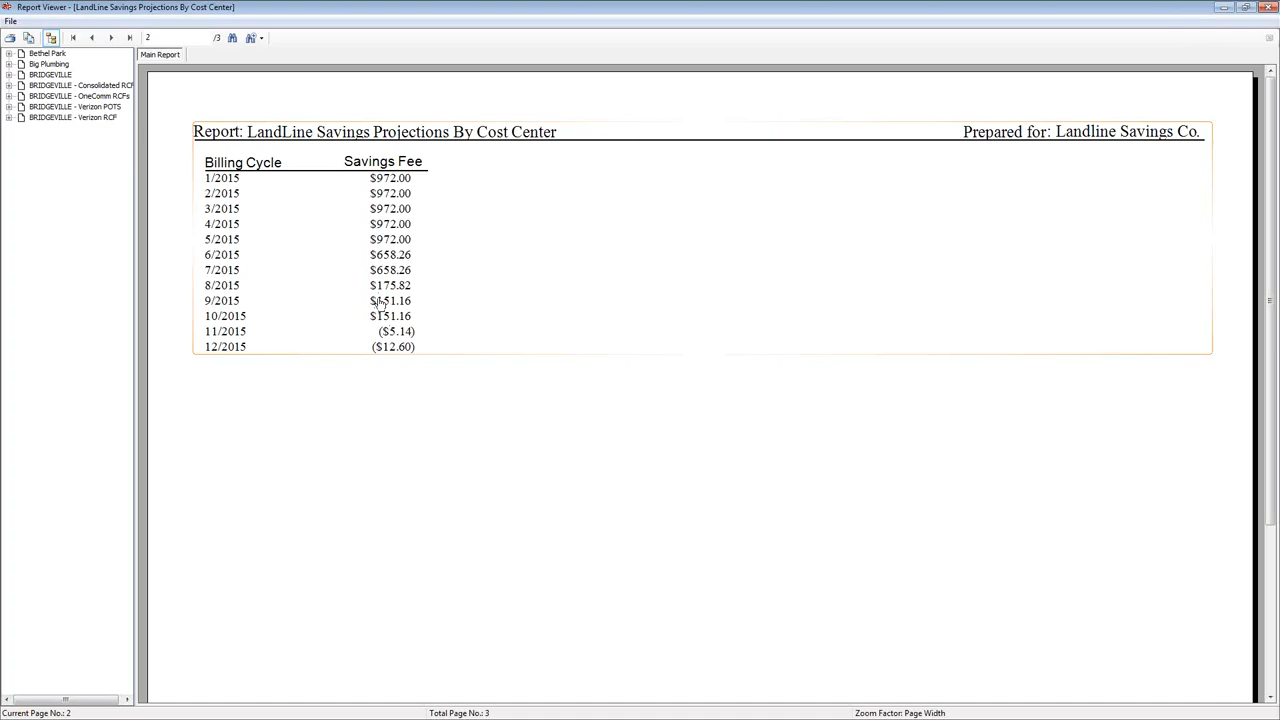 Report Viewer - [LandLine Savings Projections By Cost Center]
File
2 /3
Main Report
Bethel Park
Big Plumbing
BRIDGEVILLE
BRIDGEVILLE - Consolidated RCF
BRIDGEVILLE - OneComm RCFs
BRIDGEVILLE - Verizon POTS
BRIDGEVILLE - Verizon RCF
Report: LandLine Savings Projections By Cost Center Prepared for: Landline Savings Co.
Billing Cycle Savings Fee
1/2015 $972.00
2/2015 $972.00
3/2015 $972.00
4/2015 $972.00
5/2015 $972.00
6/2015 $658.26
7/2015 $658.26
8/2015 $175.82
9/2015 $151.16
10/2015 $151.16
11/2015 ($5.14)
12/2015 ($12.60)
Current Page No.: 2 Total Page No.: 3 Zoom Factor: Page Width